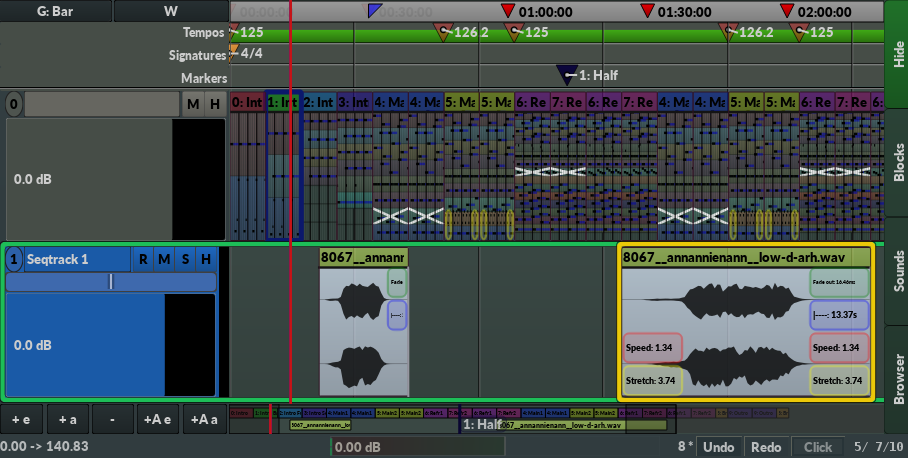 G: Bar W 00:00:00 00:30:00 01:00:00 01:30:00 02:00:00 Hide
Tempos 125 126.2 125 126.2 125
Signatures 4/4
Markers 1: Half
0 M H 0: Int 1: Int 2: Int 3: Int 4: Ma 4: Ma 5: Ma 5: Ma 6: Re 7: Re 6: Re 7: Re 4: Ma 4: Ma 5: Ma 5: Ma 6: Re 7: Re 6:
Blocks
0.0 dB
Sounds
1 Seqtrack 1 R M S H 8067__annanr 8067__annannienann__low-d-arh.wav
Fade Fade out: 16.46ms
|----: |----: 13.37s
0.0 dB Speed: 1.34 Speed: 1.34
Stretch: 3.74 Stretch: 3.74
Browser
+ e + a - +A e +A a
1: Half
8067__annannienann__lo 067__annannienann__low-d-arh.wav
0.00 -> 140.83 0.00 dB 8* Undo Redo Click 5/ 7/10